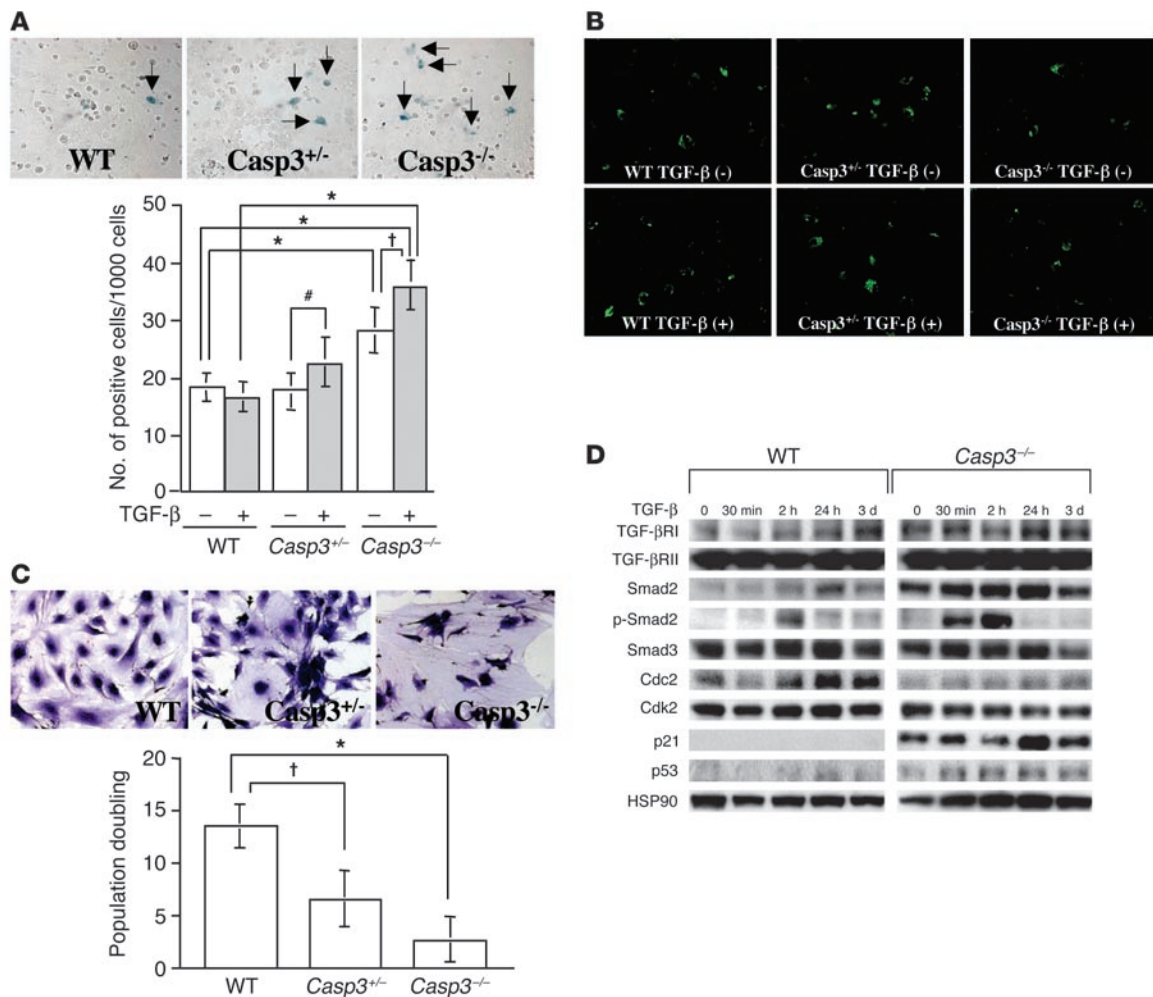 A
WT
Casp3+/-
Casp3-/-
No. of positive cells/1000 cells
50
40
30
20
10
0
*
*
*
†
#
TGF-β
– + – + – +
WT Casp3+/– Casp3–/–
B
WT TGF-β (-)
Casp3+/- TGF-β (-)
Casp3-/- TGF-β (-)
WT TGF-β (+)
Casp3+/- TGF-β (+)
Casp3-/- TGF-β (+)
C
WT
Casp3+/-
Casp3-/-
Population doubling
20
15
10
5
0
*
†
WT Casp3+/– Casp3–/–
D
WT Casp3–/–
TGF-β 0 30 min 2 h 24 h 3 d 0 30 min 2 h 24 h 3 d
TGF-βRI
TGF-βRII
Smad2
p-Smad2
Smad3
Cdc2
Cdk2
p21
p53
HSP90